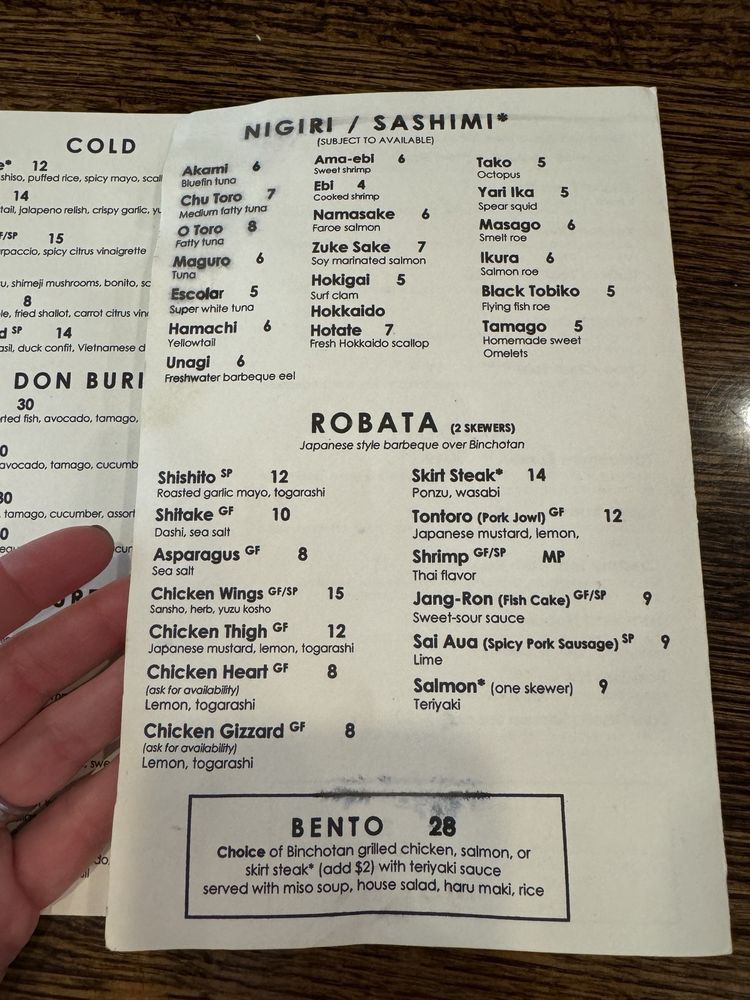 COLD
12
shiso, puffed rice, spicy mayo,
14
jalapeno relish, crispy garlic,
15
spicy citrus vinaigrette
shimeji mushrooms, bonito,
8
fried shallot, carrot citrus
SP 14
duck confit, Vietnamese
DON BURI
30
fish, avocado, tamago,
avocado, tamago,
tamago, cucumber,
NIGIRI / SASHIMI*
(SUBJECT TO AVAILABLE)
Akami 6
Bluefin tuna
Chu Toro 7
Medium fatty tuna
O Toro 8
Fatty tuna
Maguro 6
Tuna
Escolar 5
Super white tuna
Hamachi 6
Yellowtail
Unagi 6
Freshwater barbeque eel
Ama-ebi 6
Sweet shrimp
Ebi 4
Cooked shrimp
Namasake 6
Faroe salmon
Zuke Sake 7
Soy marinated salmon
Hokigai 5
Surf clam
Hokkaido
Hotate 7
Fresh Hokkaido scallop
Tako 5
Octopus
Yari Ika 5
Spear squid
Masago 6
Smelt roe
Ikura 6
Salmon roe
Black Tobiko 5
Flying fish roe
Tamago 5
Homemade sweet
Omelets
ROBATA (2 SKEWERS)
Japanese style barbeque over Binchotan
Shishito SP 12
Roasted garlic mayo, togarashi
Shitake GF 10
Dashi, sea salt
Asparagus GF 8
Sea salt
Chicken Wings GF/SP 15
Sansho, herb, yuzu kosho
Chicken Thigh GF 12
Japanese mustard, lemon, togarashi
Chicken Heart GF 8
(ask for availability)
Lemon, togarashi
Chicken Gizzard GF 8
(ask for availability)
Lemon, togarashi
Skirt Steak* 14
Ponzu, wasabi
Tontoro (Pork Jowl) GF 12
Japanese mustard, lemon,
Shrimp GF/SP MP
Thai flavor
Jang-Ron (Fish Cake) GF/SP 9
Sweet-sour sauce
Sai Aua (Spicy Pork Sausage) SP 9
Lime
Salmon* (one skewer) 9
Teriyaki
BENTO 28
Choice of Binchotan grilled chicken, salmon, or
skirt steak* (add $2) with teriyaki sauce
served with miso soup, house salad, haru maki, rice